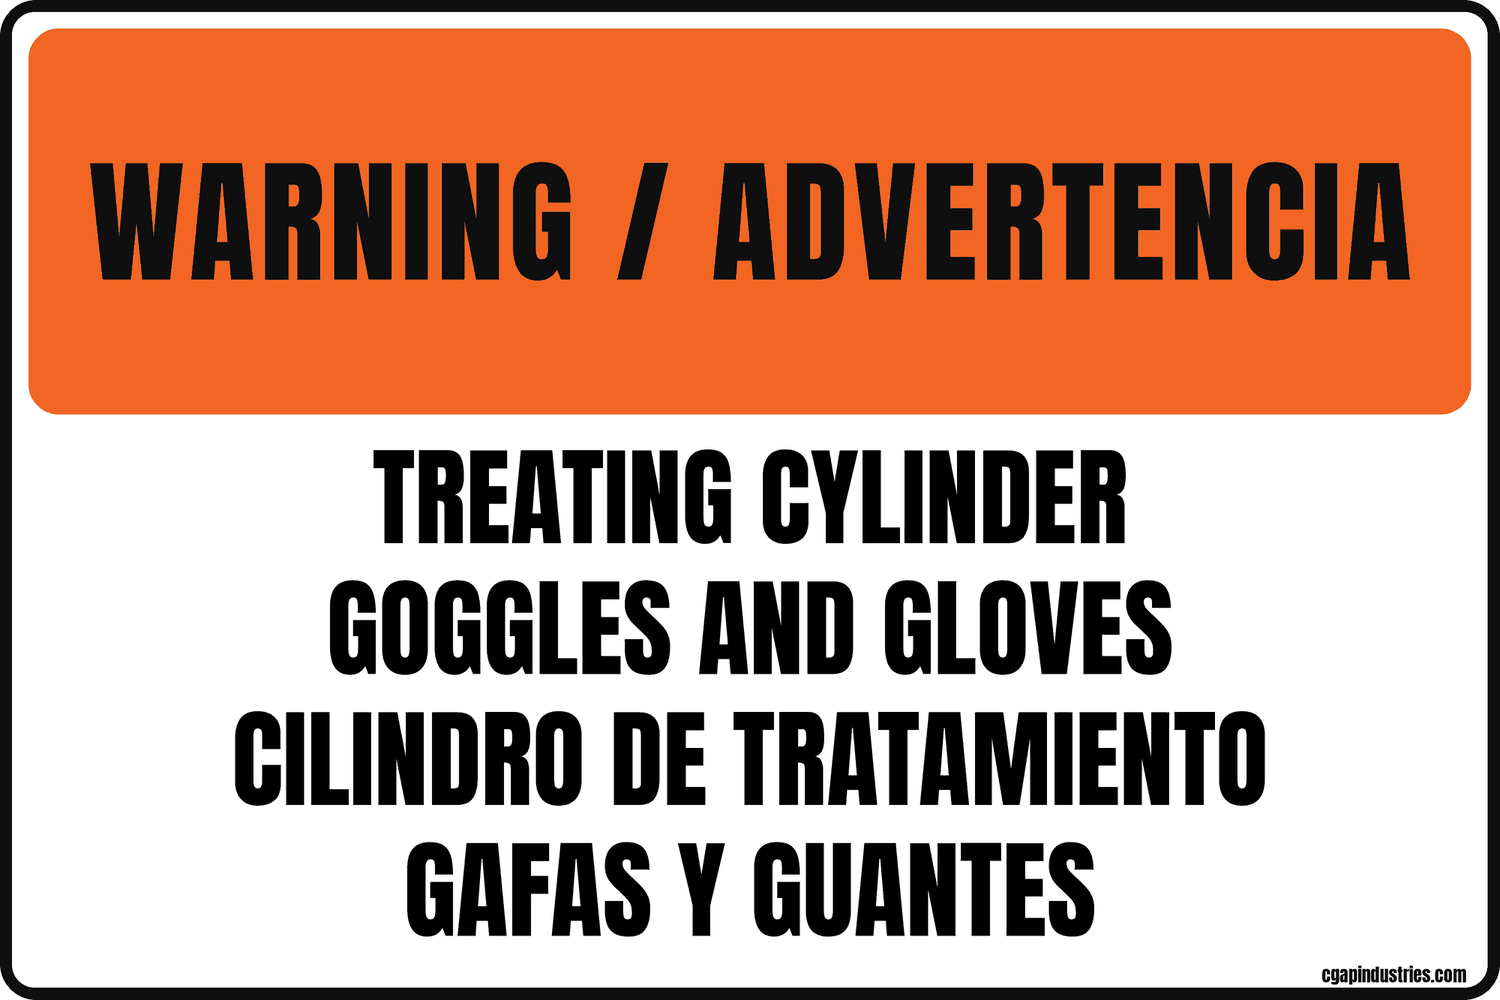 WARNING / ADVERTENCIA
TREATING CYLINDER
GOGGLES AND GLOVES
CILINDRO DE TRATAMIENTO
GAFAS Y GUANTES
cgapindustries.com